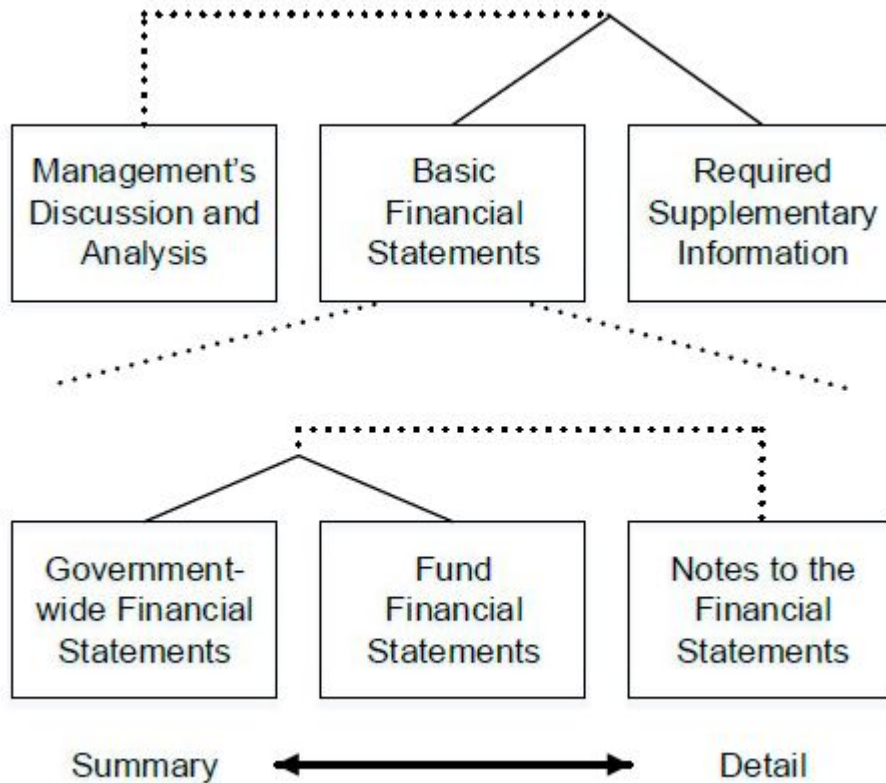 Management's
Discussion and
Analysis
Basic
Financial
Statements
Required
Supplementary
Information
Government-
wide Financial
Statements
Fund
Financial
Statements
Notes to the
Financial
Statements
Summary
Detail